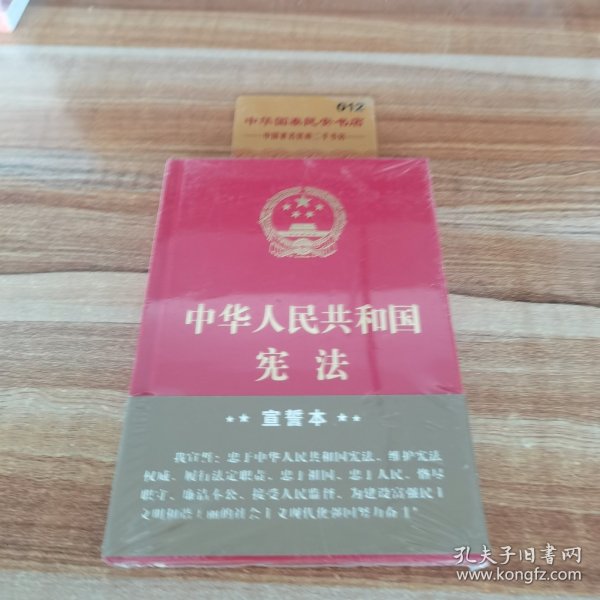 612
中华国泰民安书店
中华人民共和国
宪法
★★ 宣誓本 ★★
我宣誓：忠于中华人民共和国宪法、维护宪法
权威、履行法定职责、忠于祖国、忠于人民、恪尽
职守、廉洁奉公、接受人民监督、为建设富强民主
文明和谐美丽的社会主义现代化强国努力奋斗！
孔夫子旧书网
www.kongfz.com